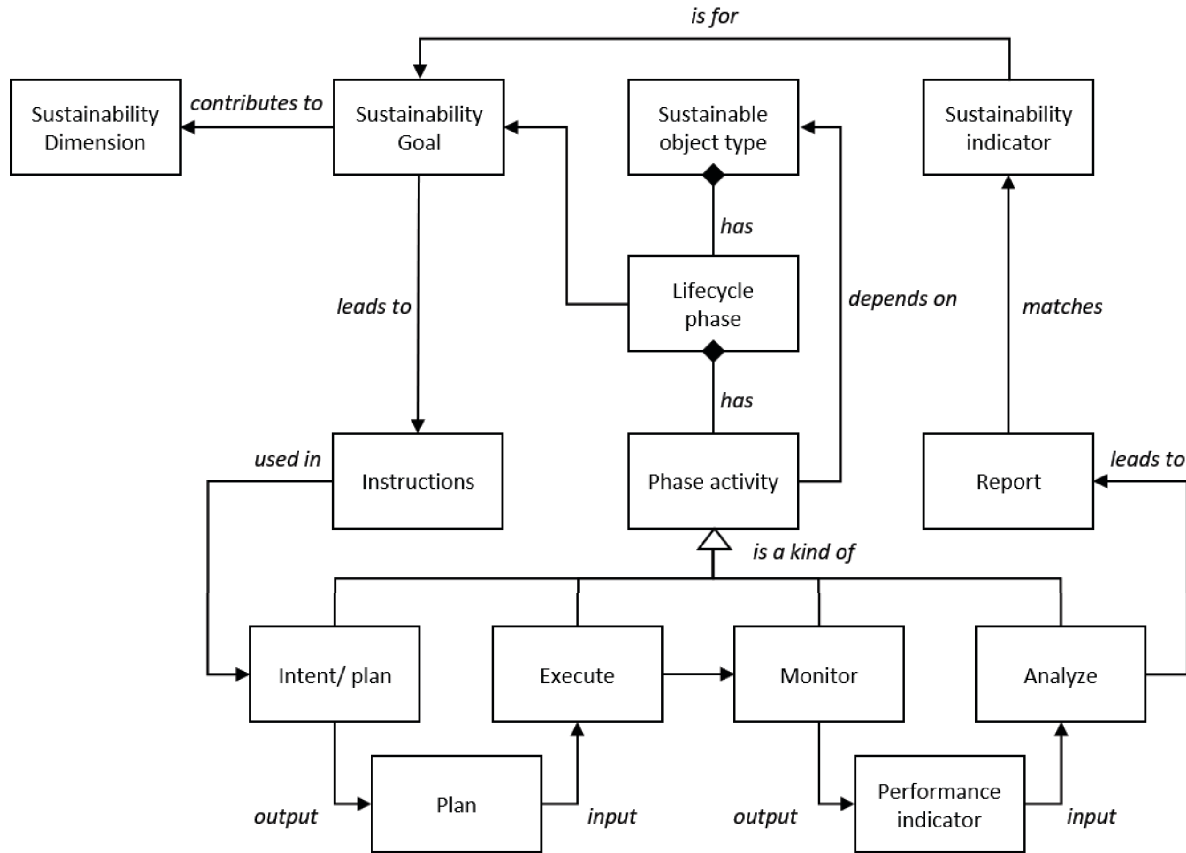 is for
Sustainability
Dimension
contributes to
Sustainability
Goal
Sustainable
object type
Sustainability
indicator
has
leads to
Lifecycle
phase
depends on
matches
has
used in
Instructions
Phase activity
Report
leads to
is a kind of
Intent/ plan
Execute
Monitor
Analyze
output
Plan
input
output
Performance
indicator
input